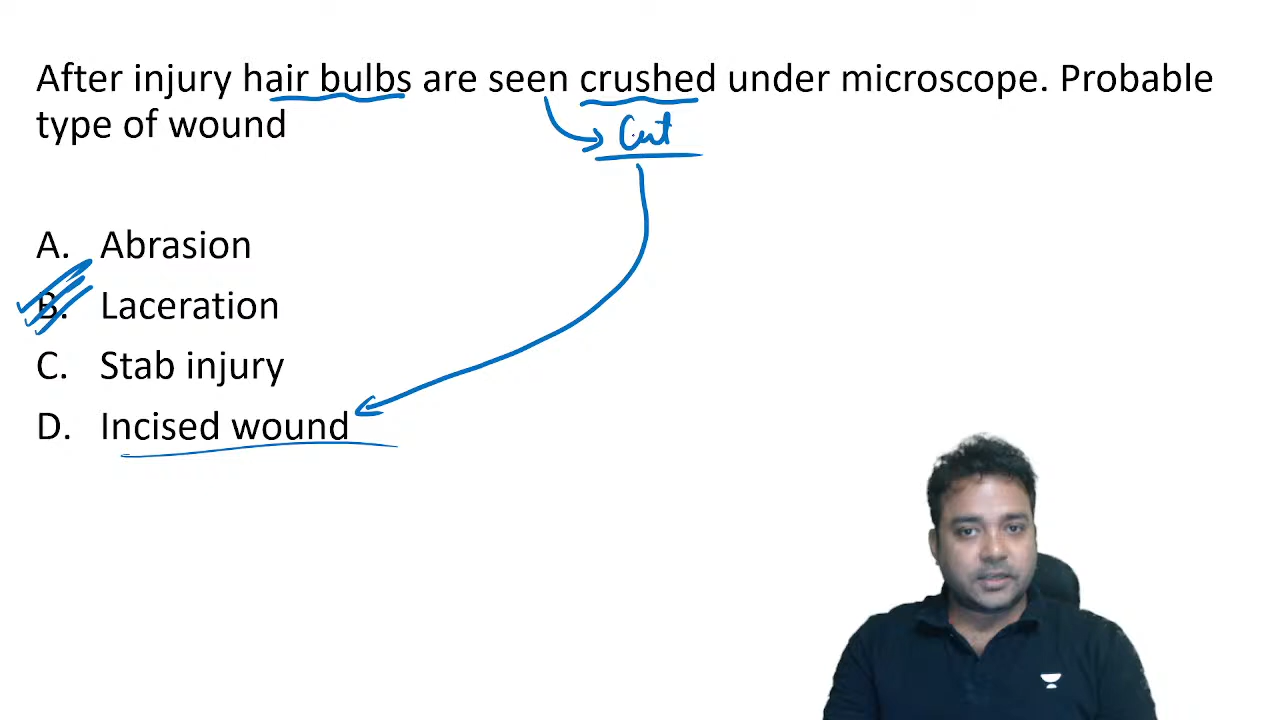 After injury hair bulbs are seen crushed under microscope. Probable
type of wound
Cut
A. Abrasion
B. Laceration
C. Stab injury
D. Incised wound